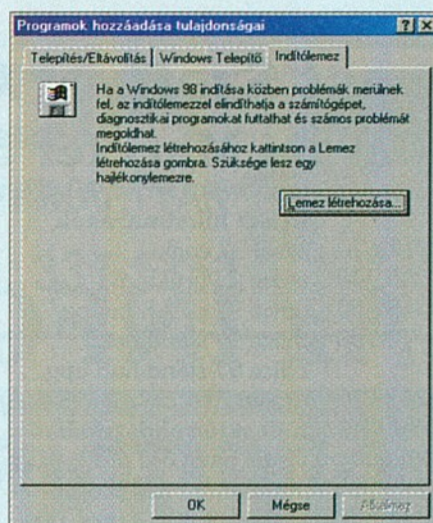 Programok hozzáadása tulajdonságai
Telepítés/Eltávolítás
Windows Telepítő
Indítólemez
Ha a Windows 98 indítása közben problémák merülnek
fel, az indítólemezzel elindíthatja a számítógépet,
diagnosztikai programokat futtathat és számos problémát
megoldhat.
Indítólemez létrehozásához kattintson a Lemez
létrehozása gombra. Szüksége lesz egy
hajlékonylemezre.
Lemez létrehozása...
OK
Mégse
Alkalmaz